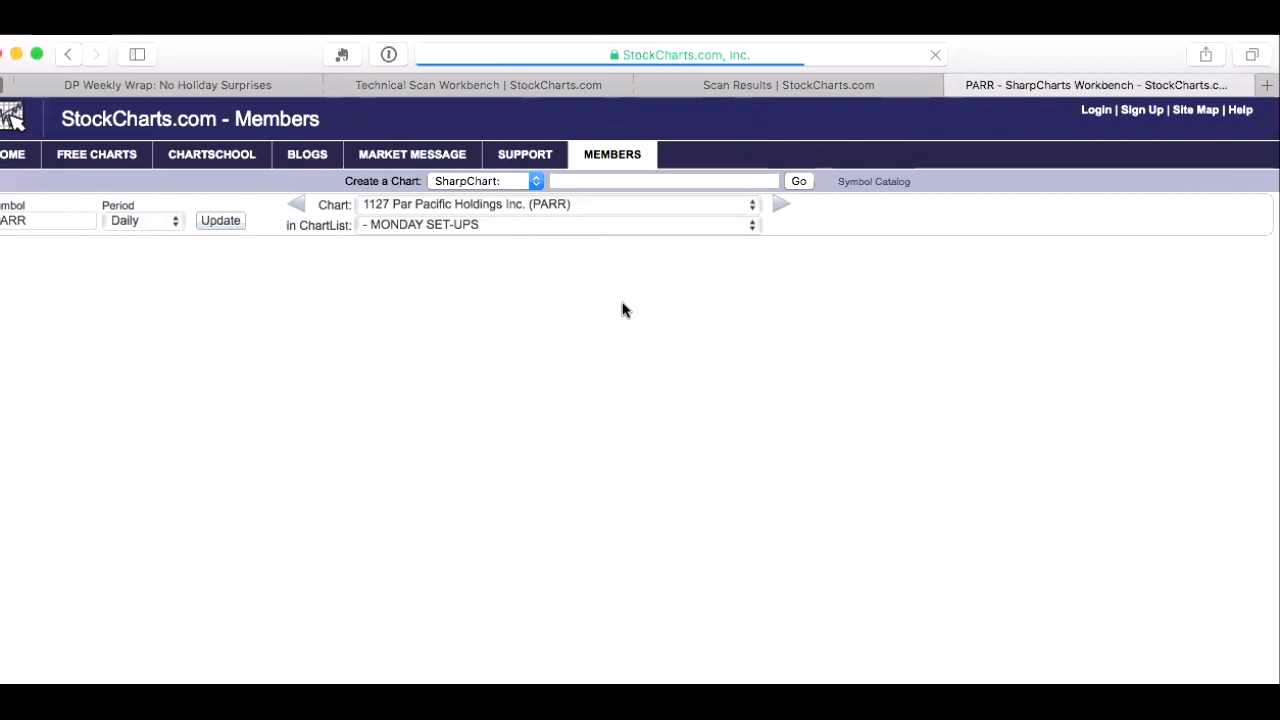 StockCharts.com, Inc.
DP Weekly Wrap: No Holiday Surprises
Technical Scan Workbench | StockCharts.com
Scan Results | StockCharts.com
PARR - SharpCharts Workbench - StockCharts.c...
StockCharts.com - Members
Login | Sign Up | Site Map | Help
OME FREE CHARTS CHARTSCHOOL BLOGS MARKET MESSAGE SUPPORT MEMBERS
Create a Chart: SharpChart: Go Symbol Catalog
mbol Period Chart: 1127 Par Pacific Holdings Inc. (PARR)
ARR Daily Update in ChartList: - MONDAY SET-UPS